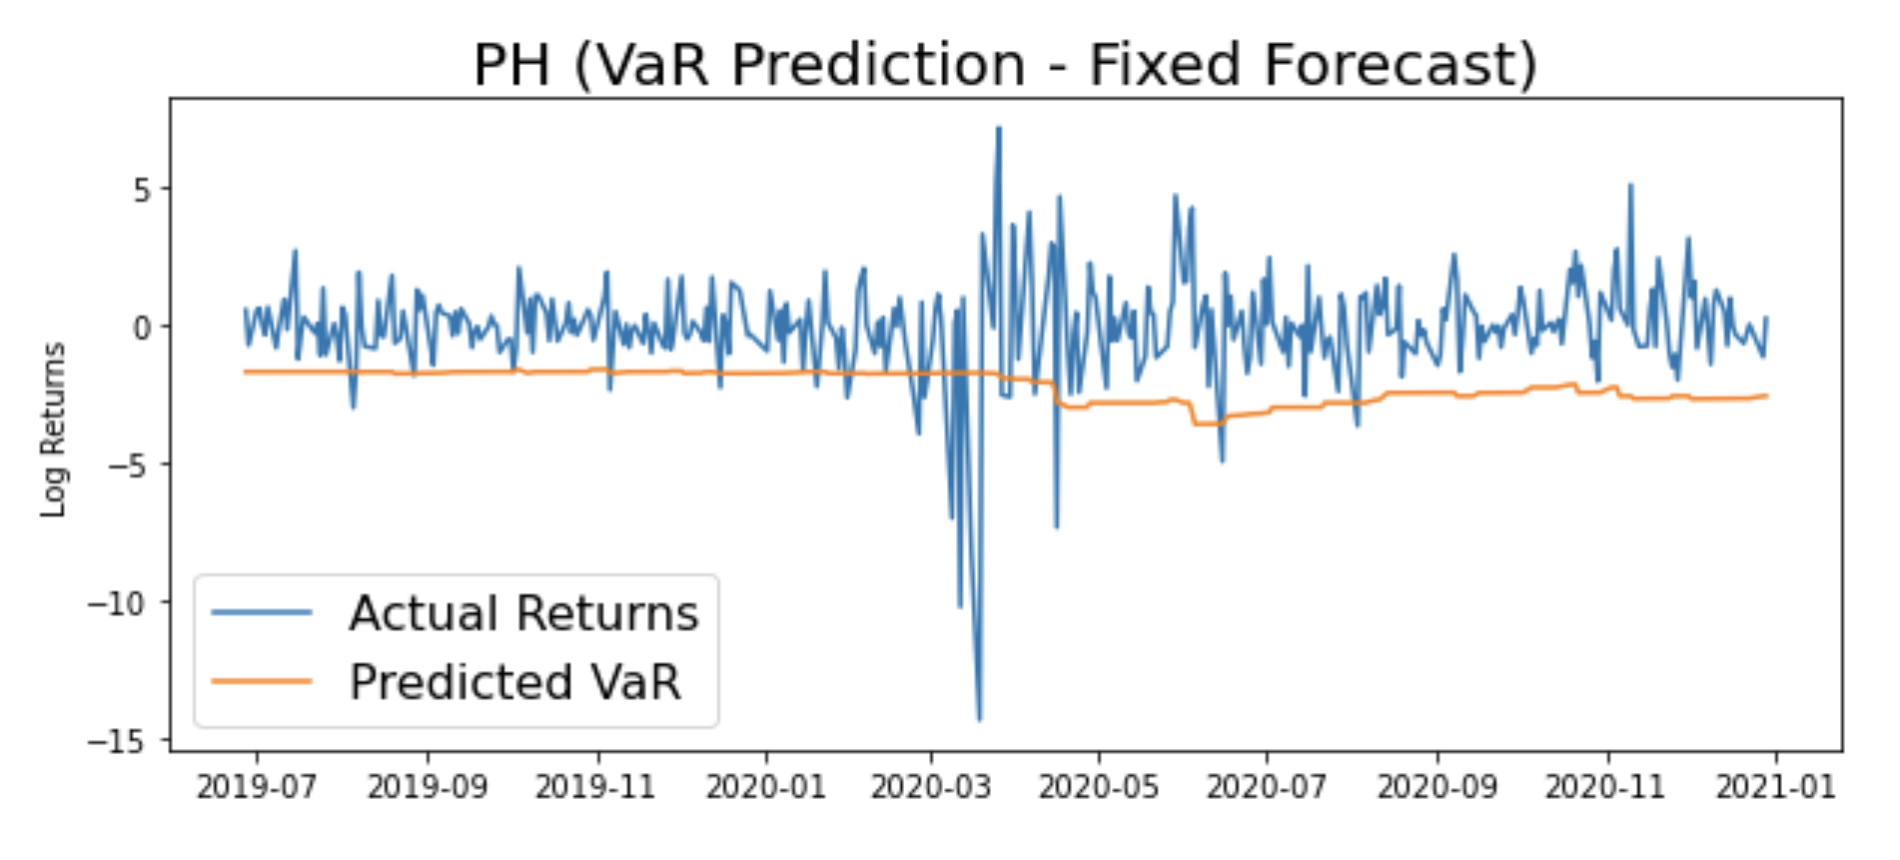 PH (VaR Prediction - Fixed Forecast)
Log Returns
5
0
−5
−10
−15
Actual Returns
Predicted VaR
2019-07 2019-09 2019-11 2020-01 2020-03 2020-05 2020-07 2020-09 2020-11 2021-01